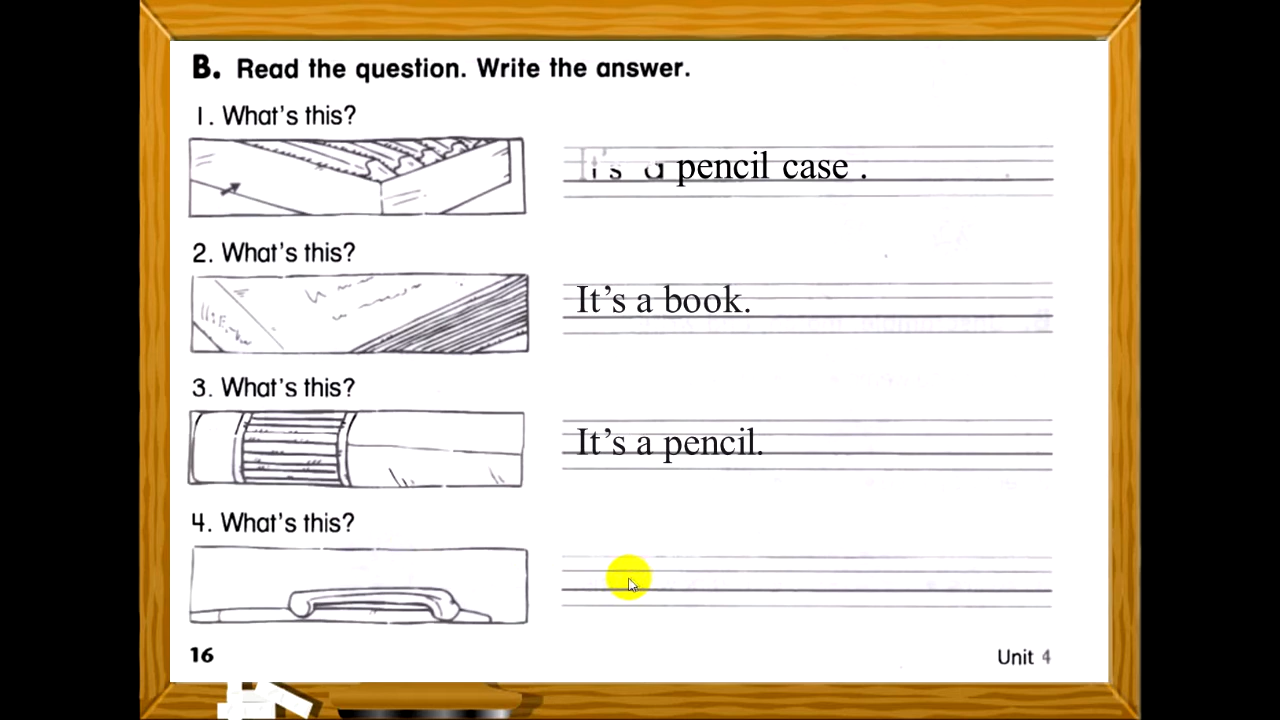 B. Read the question. Write the answer.
1. What's this?
It's a pencil case .
2. What's this?
It's a book.
3. What's this?
It's a pencil.
4. What's this?
16
Unit 4